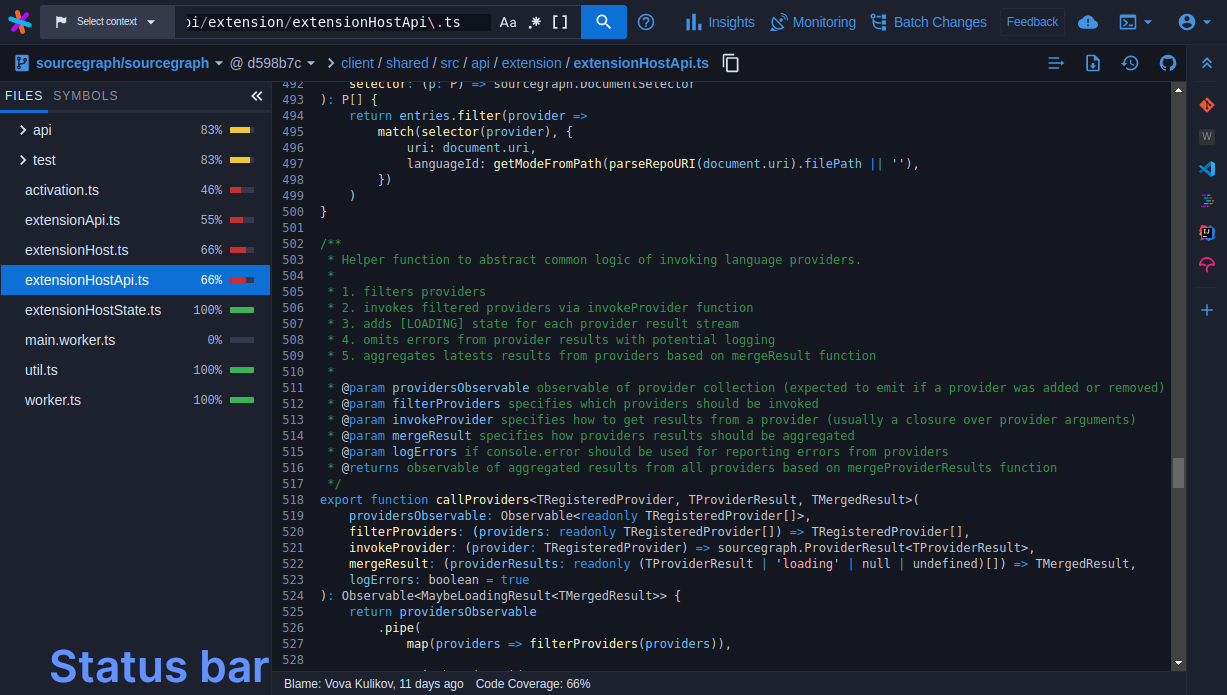 Select context pi/extension/extensionHostApi\.ts Aa .* [ ] Insights Monitoring Batch Changes Feedback
sourcegraph/sourcegraph @ d598b7c client / shared / src / api / extension / extensionHostApi.ts
FILES SYMBOLS
api 83%
test 83%
activation.ts 46%
extensionApi.ts 55%
extensionHost.ts 66%
extensionHostApi.ts 66%
extensionHostState.ts 100%
main.worker.ts 0%
util.ts 100%
worker.ts 100%
492 selector: (p: P) => sourcegraph.DocumentSelector
493 ): P[] {
494 return entries.filter(provider =>
495 match(selector(provider), {
496 uri: document.uri,
497 languageId: getModeFromPath(parseRepoURI(document.uri).filePath || ''),
498 })
499 )
500 }
501
502 /**
503 * Helper function to abstract common logic of invoking language providers.
504 *
505 * 1. filters providers
506 * 2. invokes filtered providers via invokeProvider function
507 * 3. adds [LOADING] state for each provider result stream
508 * 4. omits errors from provider results with potential logging
509 * 5. aggregates latests results from providers based on mergeResult function
510 *
511 * @param providersObservable observable of provider collection (expected to emit if a provider was added or removed)
512 * @param filterProviders specifies which providers should be invoked
513 * @param invokeProvider specifies how to get results from a provider (usually a closure over provider arguments)
514 * @param mergeResult specifies how providers results should be aggregated
515 * @param logErrors if console.error should be used for reporting errors from providers
516 * @returns observable of aggregated results from all providers based on mergeProviderResults function
517 */
518 export function callProviders<TRegisteredProvider, TProviderResult, TMergedResult>(
519 providersObservable: Observable<readonly TRegisteredProvider[]>,
520 filterProviders: (providers: readonly TRegisteredProvider[]) => TRegisteredProvider[],
521 invokeProvider: (provider: TRegisteredProvider) => sourcegraph.ProviderResult<TProviderResult>,
522 mergeResult: (providerResults: readonly (TProviderResult | 'loading' | null | undefined)[]) => TMergedResult,
523 logErrors: boolean = true
524 ): Observable<MaybeLoadingResult<TMergedResult>> {
525 return providersObservable
526 .pipe(
527 map(providers => filterProviders(providers)),
528
Status bar
Blame: Vova Kulikov, 11 days ago Code Coverage: 66%